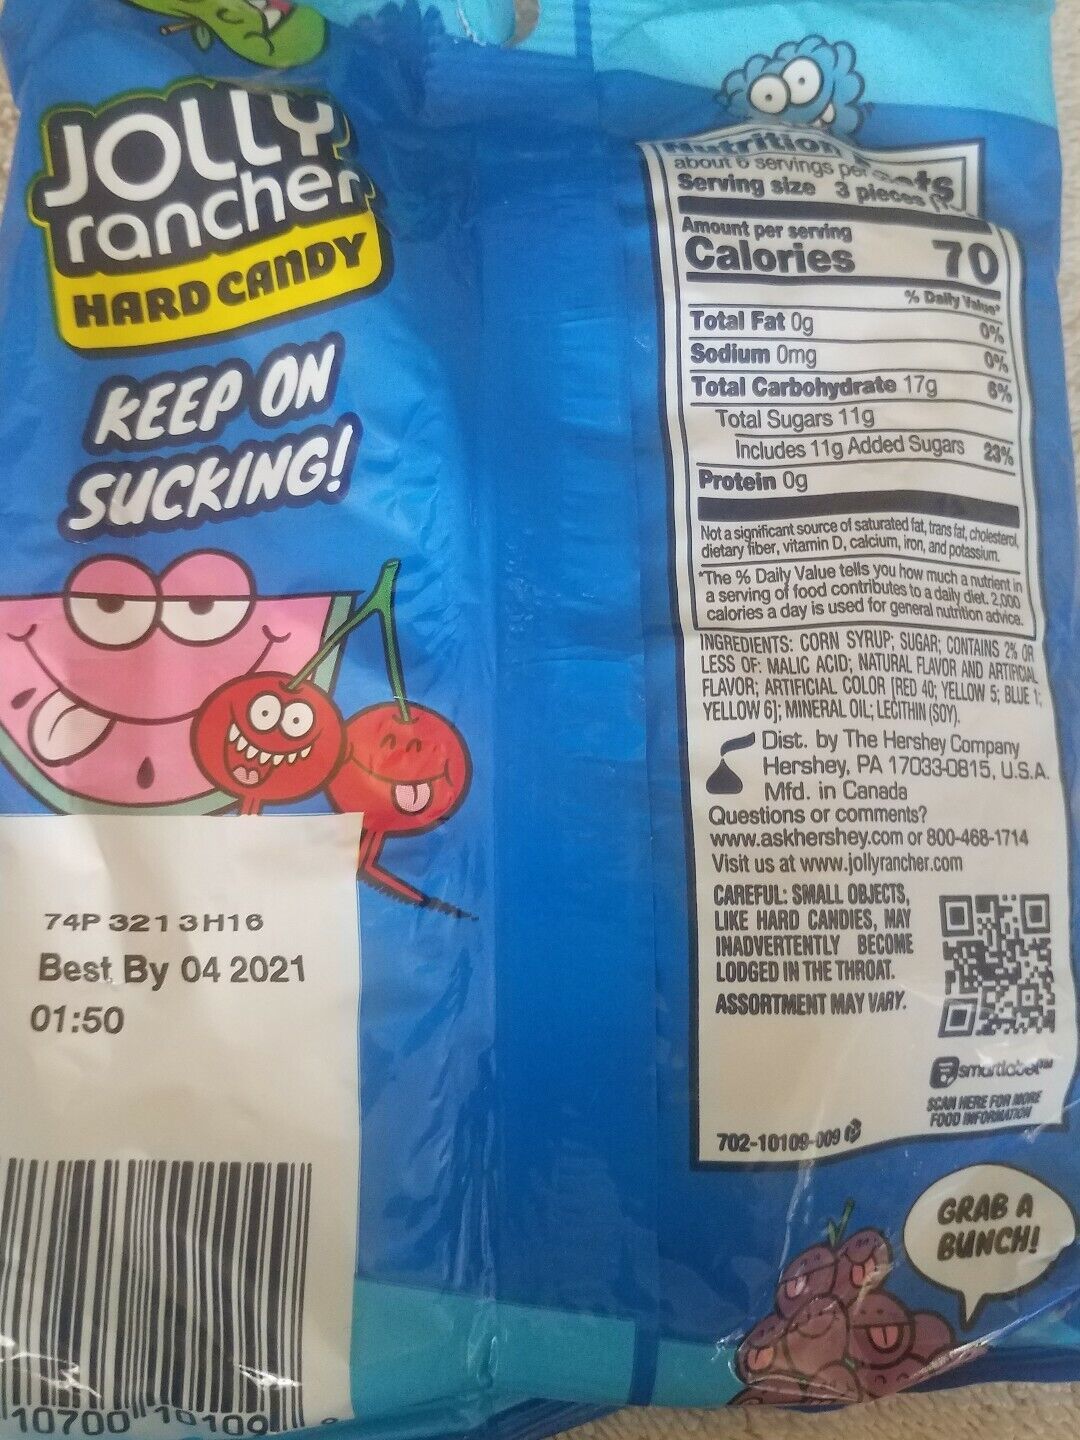 JOLLY
rancher
HARD CANDY
KEEP ON
SUCKING!
74P 321 3H16
Best By 04 2021
01:50
10700 10109
Nutrition
about 6 servings per
Serving size 3 pieces
Amount per serving
Calories 70
% Daily Value*
Total Fat 0g 0%
Sodium 0mg 0%
Total Carbohydrate 17g 6%
Total Sugars 11g
Includes 11g Added Sugars 23%
Protein 0g
Not a significant source of saturated fat, trans fat, cholesterol,
dietary fiber, vitamin D, calcium, iron, and potassium.
*The % Daily Value tells you how much a nutrient in
a serving of food contributes to a daily diet. 2,000
calories a day is used for general nutrition advice.
INGREDIENTS: CORN SYRUP; SUGAR; CONTAINS 2% OR
LESS OF: MALIC ACID; NATURAL FLAVOR AND ARTIFICIAL
FLAVOR; ARTIFICIAL COLOR [RED 40; YELLOW 5; BLUE 1;
YELLOW 6]; MINERAL OIL; LECITHIN (SOY).
Dist. by The Hershey Company
Hershey, PA 17033-0815, U.S.A.
Mfd. in Canada
Questions or comments?
www.askhershey.com or 800-468-1714
Visit us at www.jollyrancher.com
CAREFUL: SMALL OBJECTS,
LIKE HARD CANDIES, MAY
INADVERTENTLY BECOME
LODGED IN THE THROAT.
ASSORTMENT MAY VARY.
smartlabel™
SCAN HERE FOR MORE
FOOD INFORMATION
702-10109-009
GRAB A
BUNCH!